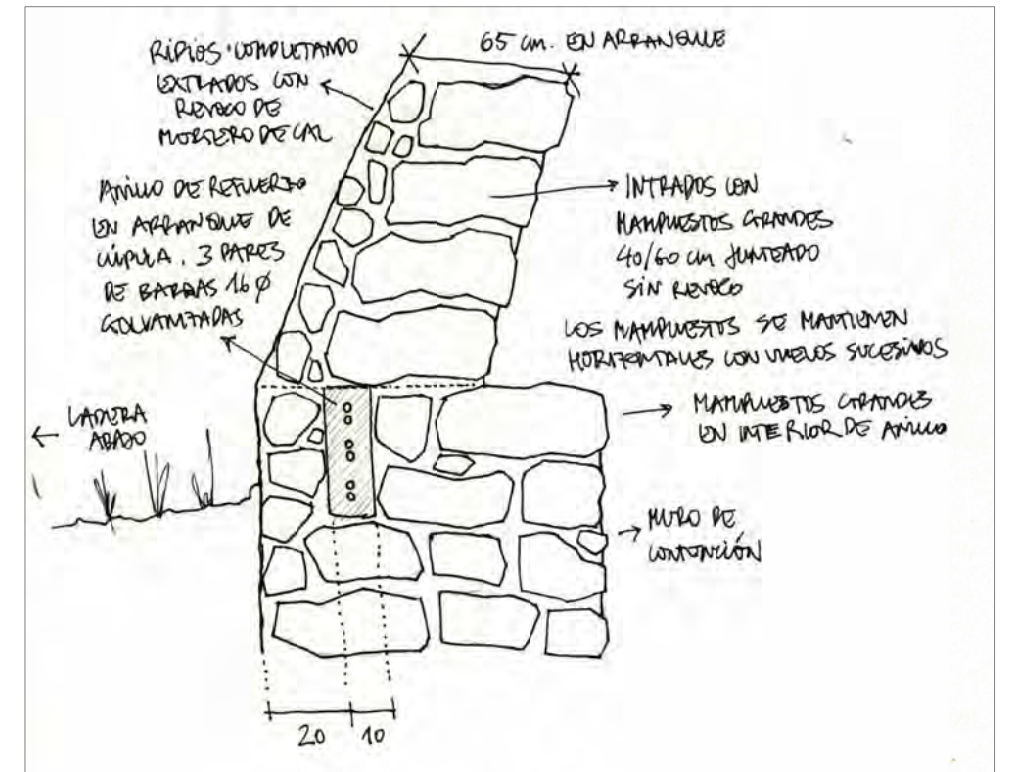 RIPIOS COMPLETANDO
EXTRADOS CON
REVOCO DE
MORTERO DE CAL
65 cm. EN ARRANQUE
ANILLO DE REFUERZO
EN ARRANQUE DE
CÚPULA. 3 PARES
DE BARRAS 16 Ø
GALVANIZADAS
INTRADOS CON
MAMPUESTOS GRANDES
40/60 cm JUNTEADO
SIN REVOCO
LOS MAMPUESTOS SE MANTIENEN
HORIZONTALES CON VUELOS SUCESIVOS
MAMPUESTOS GRANDES
EN INTERIOR DE ANILLO
LADERA
ABAJO
MURO DE
CONTENCIÓN
20
10